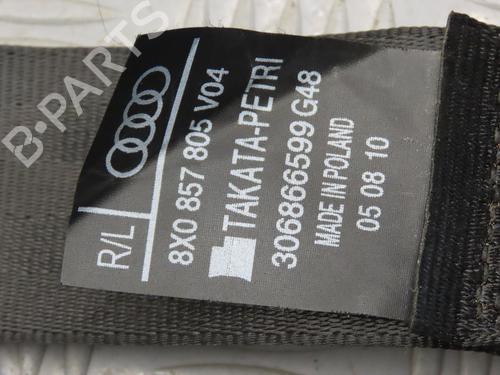 B-PARTS
R/L
8X0 857 805 V04
TAKATA-PETRI
306866599 G48
MADE IN POLAND
05 08 10